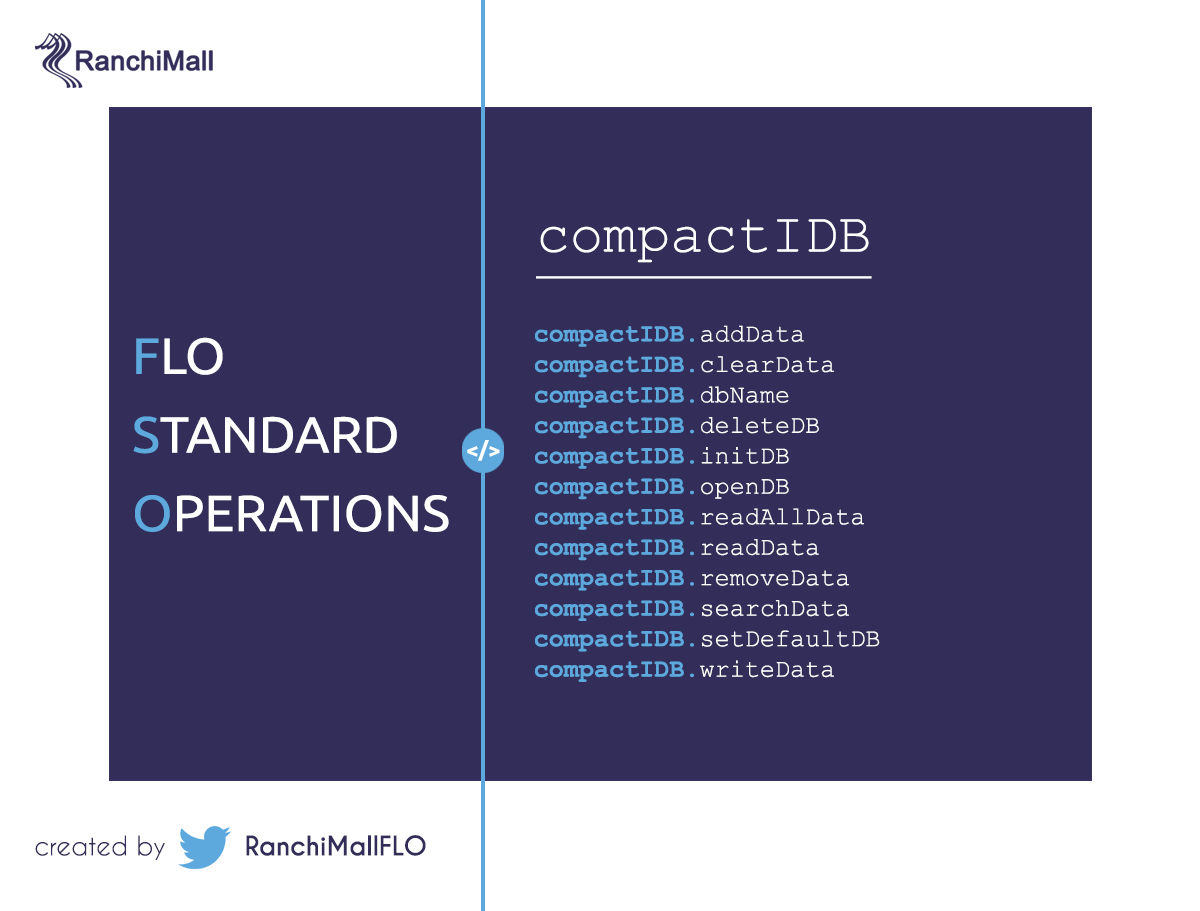 RanchiMall
FLO
STANDARD
OPERATIONS
</>
compactIDB
compactIDB.addData
compactIDB.clearData
compactIDB.dbName
compactIDB.deleteDB
compactIDB.initDB
compactIDB.openDB
compactIDB.readAllData
compactIDB.readData
compactIDB.removeData
compactIDB.searchData
compactIDB.setDefaultDB
compactIDB.writeData
created by RanchiMallFLO